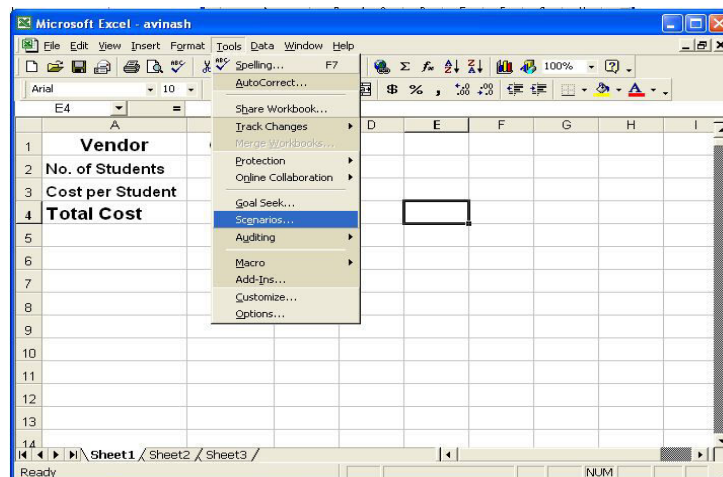 Microsoft Excel - avinash
File Edit View Insert Format Tools Data Window Help
Spelling... F7
AutoCorrect...
Share Workbook...
Track Changes
Merge Workbooks...
Protection
Online Collaboration
Goal Seek...
Scenarios...
Auditing
Macro
Add-Ins...
Customize...
Options...
100%
Arial 10
$ % ,
E4 =
A D E F G H I
1 Vendor
2 No. of Students
3 Cost per Student
4 Total Cost
5
6
7
8
9
10
11
12
13
14
Sheet1 Sheet2 Sheet3
Ready NUM